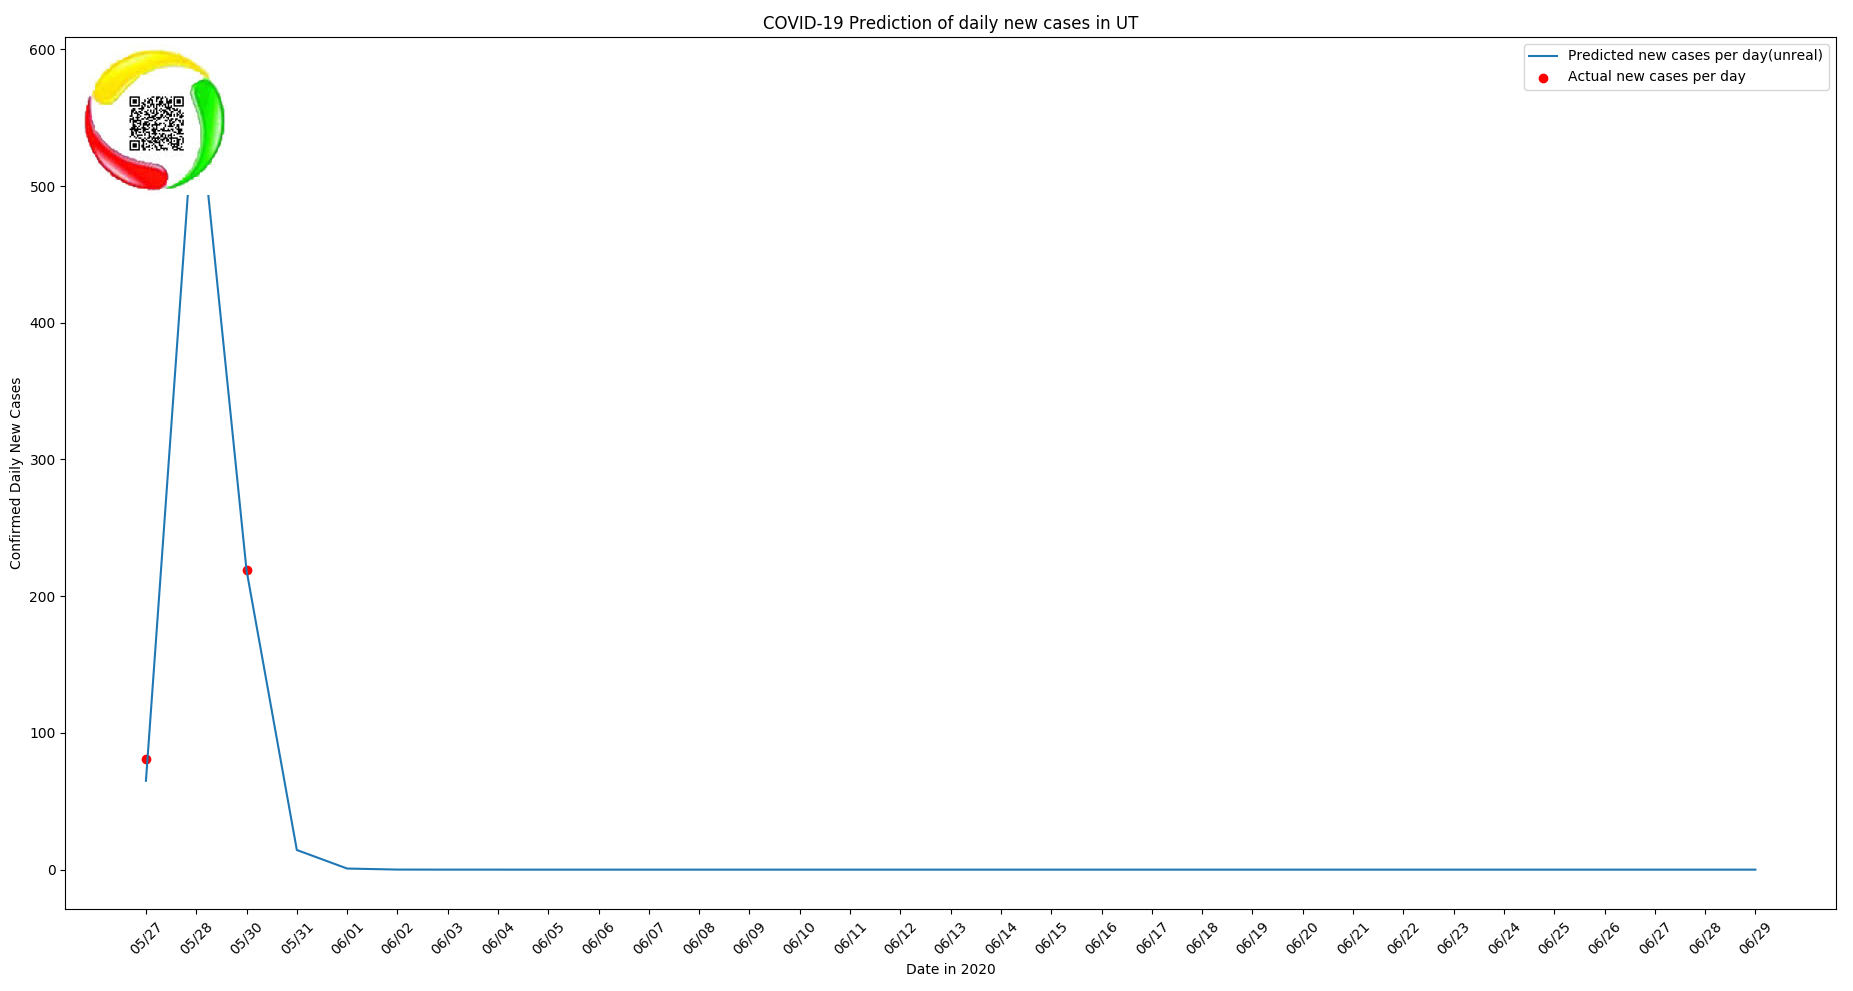 COVID-19 Prediction of daily new cases in UT
Predicted new cases per day(unreal)
Actual new cases per day
600
500
400
300
200
100
0
Confirmed Daily New Cases
05/27 05/28 05/30 05/31 06/01 06/02 06/03 06/04 06/05 06/06 06/07 06/08 06/09 06/10 06/11 06/12 06/13 06/14 06/15 06/16 06/17 06/18 06/19 06/20 06/21 06/22 06/23 06/24 06/25 06/26 06/27 06/28 06/29
Date in 2020